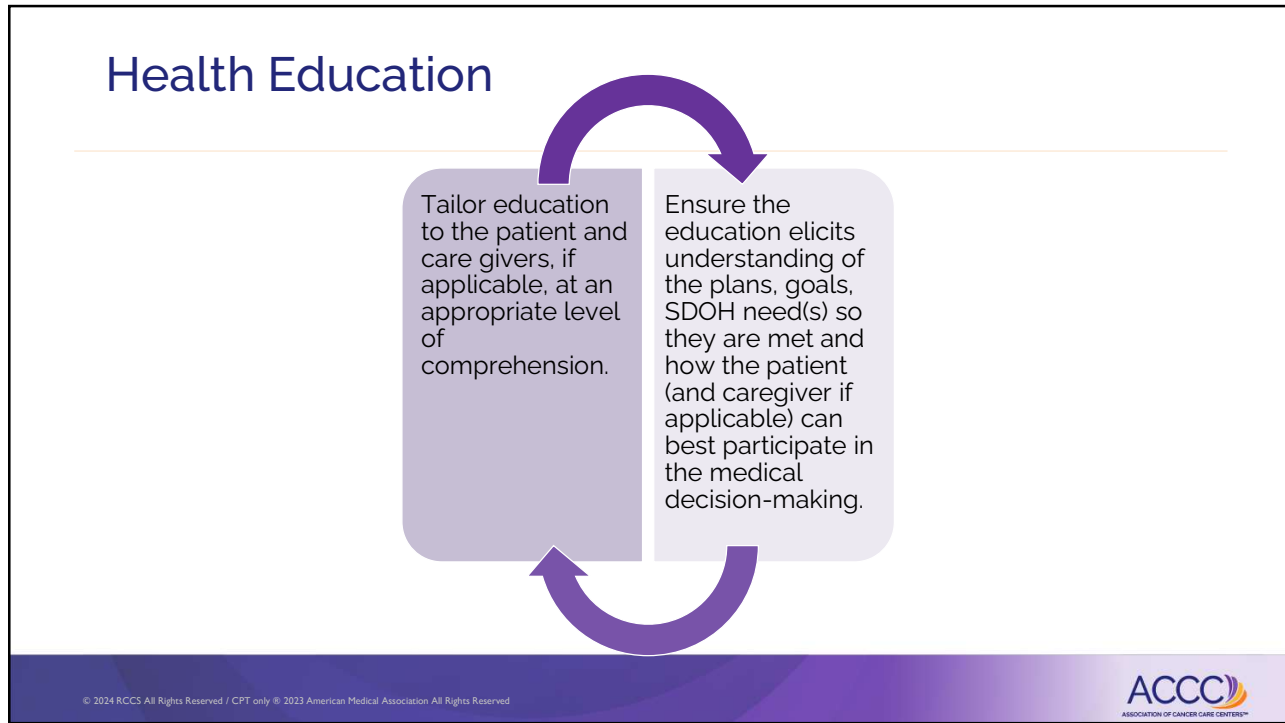 Health Education
Tailor education
to the patient and
care givers, if
applicable, at an
appropriate level
of
comprehension.
Ensure the
education elicits
understanding of
the plans, goals,
SDOH need(s) so
they are met and
how the patient
(and caregiver if
applicable) can
best participate in
the medical
decision-making.
© 2024 RCCS All Rights Reserved / CPT only ® 2023 American Medical Association All Rights Reserved
ACCC
ASSOCIATION OF CANCER CARE CENTERS™